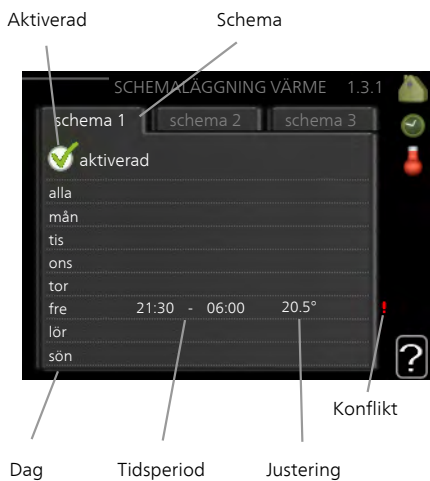 Aktiverad Schema
SCHEMALÄGGNING VÄRME 1.3.1
schema 1 schema 2 schema 3
aktiverad
alla
mån
tis
ons
tor
fre 21:30 - 06:00 20.5° !
lör
sön
?
Konflikt
Dag Tidsperiod Justering